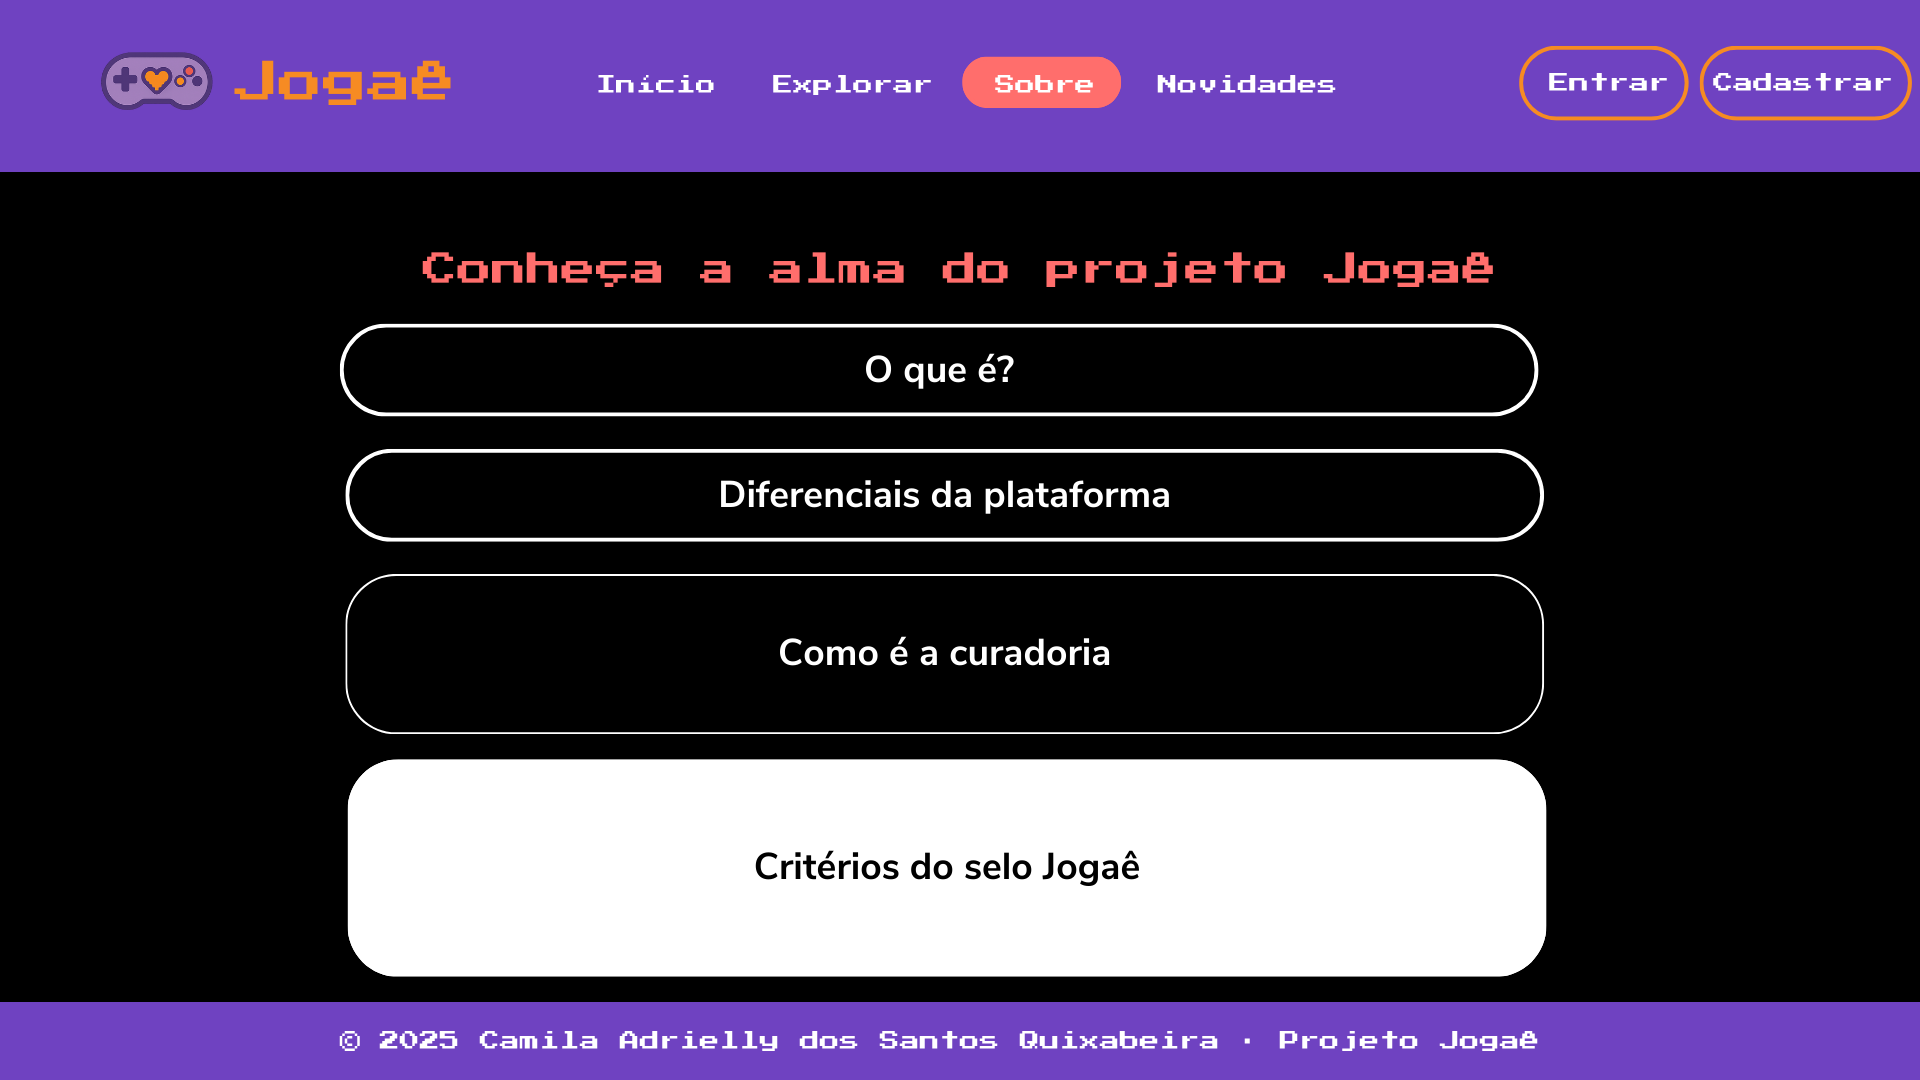 Jogaê
Início Explorar Sobre Novidades
Entrar Cadastrar
Conheça a alma do projeto Jogaê
O que é?
Diferenciais da plataforma
Como é a curadoria
Critérios do selo Jogaê
© 2025 Camila Adrielly dos Santos Quixabeira · Projeto Jogaê